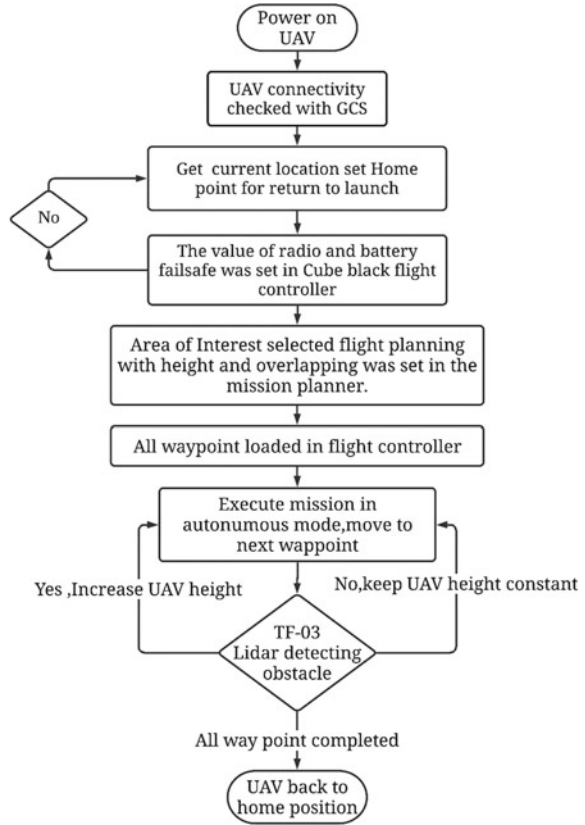 Power on
UAV
UAV connectivity
checked with GCS
Get current location set Home
point for return to launch
No
The value of radio and battery
failsafe was set in Cube black flight
controller
Area of Interest selected flight planning
with height and overlapping was set in the
mission planner.
All waypoint loaded in flight controller
Execute mission in
autonumous mode,move to
next wappoint
Yes ,Increase UAV height
No,keep UAV height constant
TF-03
Lidar detecting
obstacle
All way point completed
UAV back to
home position